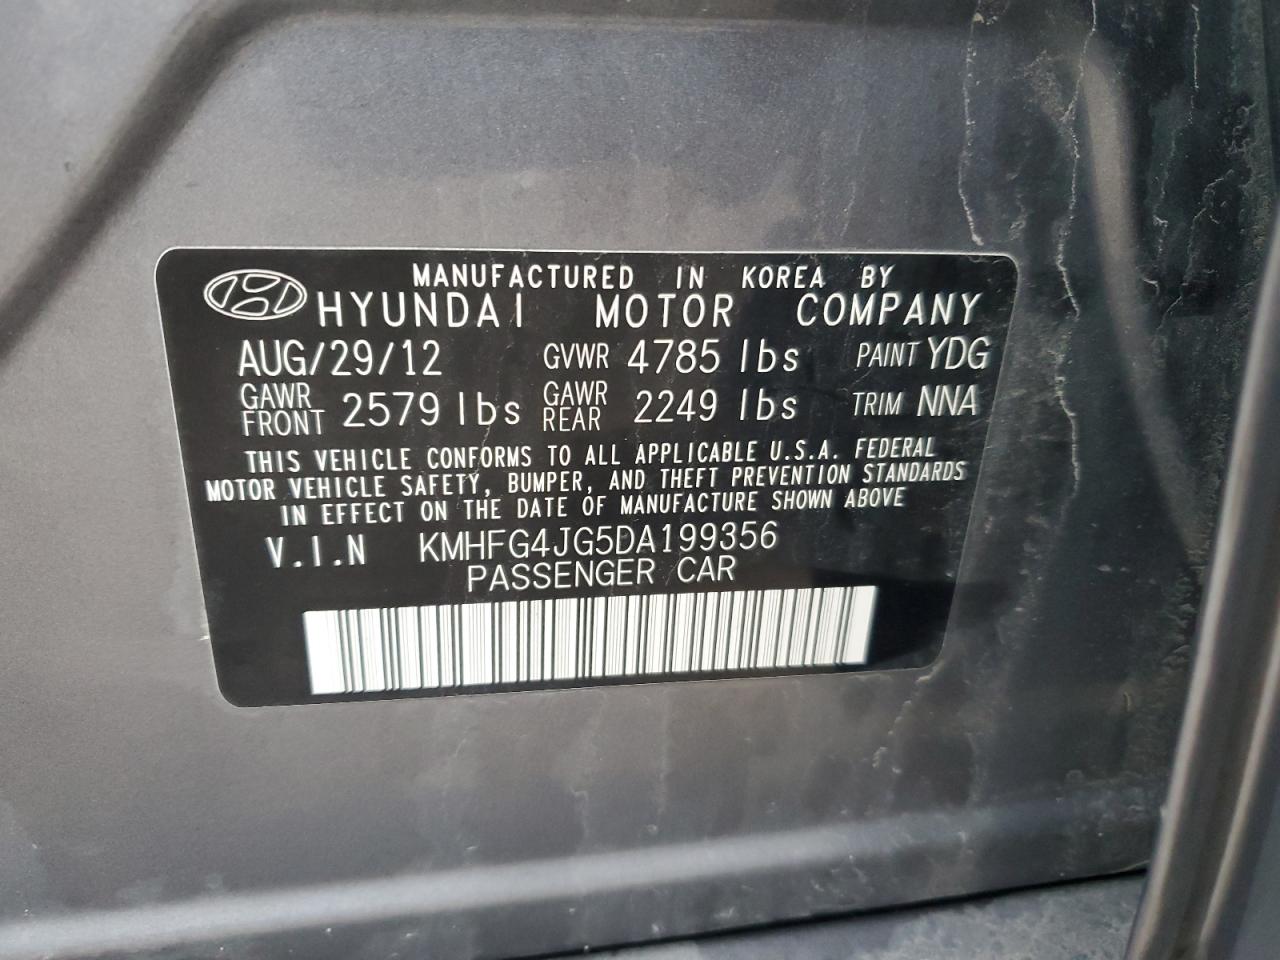 MANUFACTURED IN KOREA BY
HYUNDAI MOTOR COMPANY
AUG/29/12 GVWR 4785 lbs PAINT YDG
GAWR FRONT 2579 lbs GAWR REAR 2249 lbs TRIM NNA
THIS VEHICLE CONFORMS TO ALL APPLICABLE U.S.A. FEDERAL
MOTOR VEHICLE SAFETY, BUMPER, AND THEFT PREVENTION STANDARDS
IN EFFECT ON THE DATE OF MANUFACTURE SHOWN ABOVE
V.I.N KMHFG4JG5DA199356
PASSENGER CAR